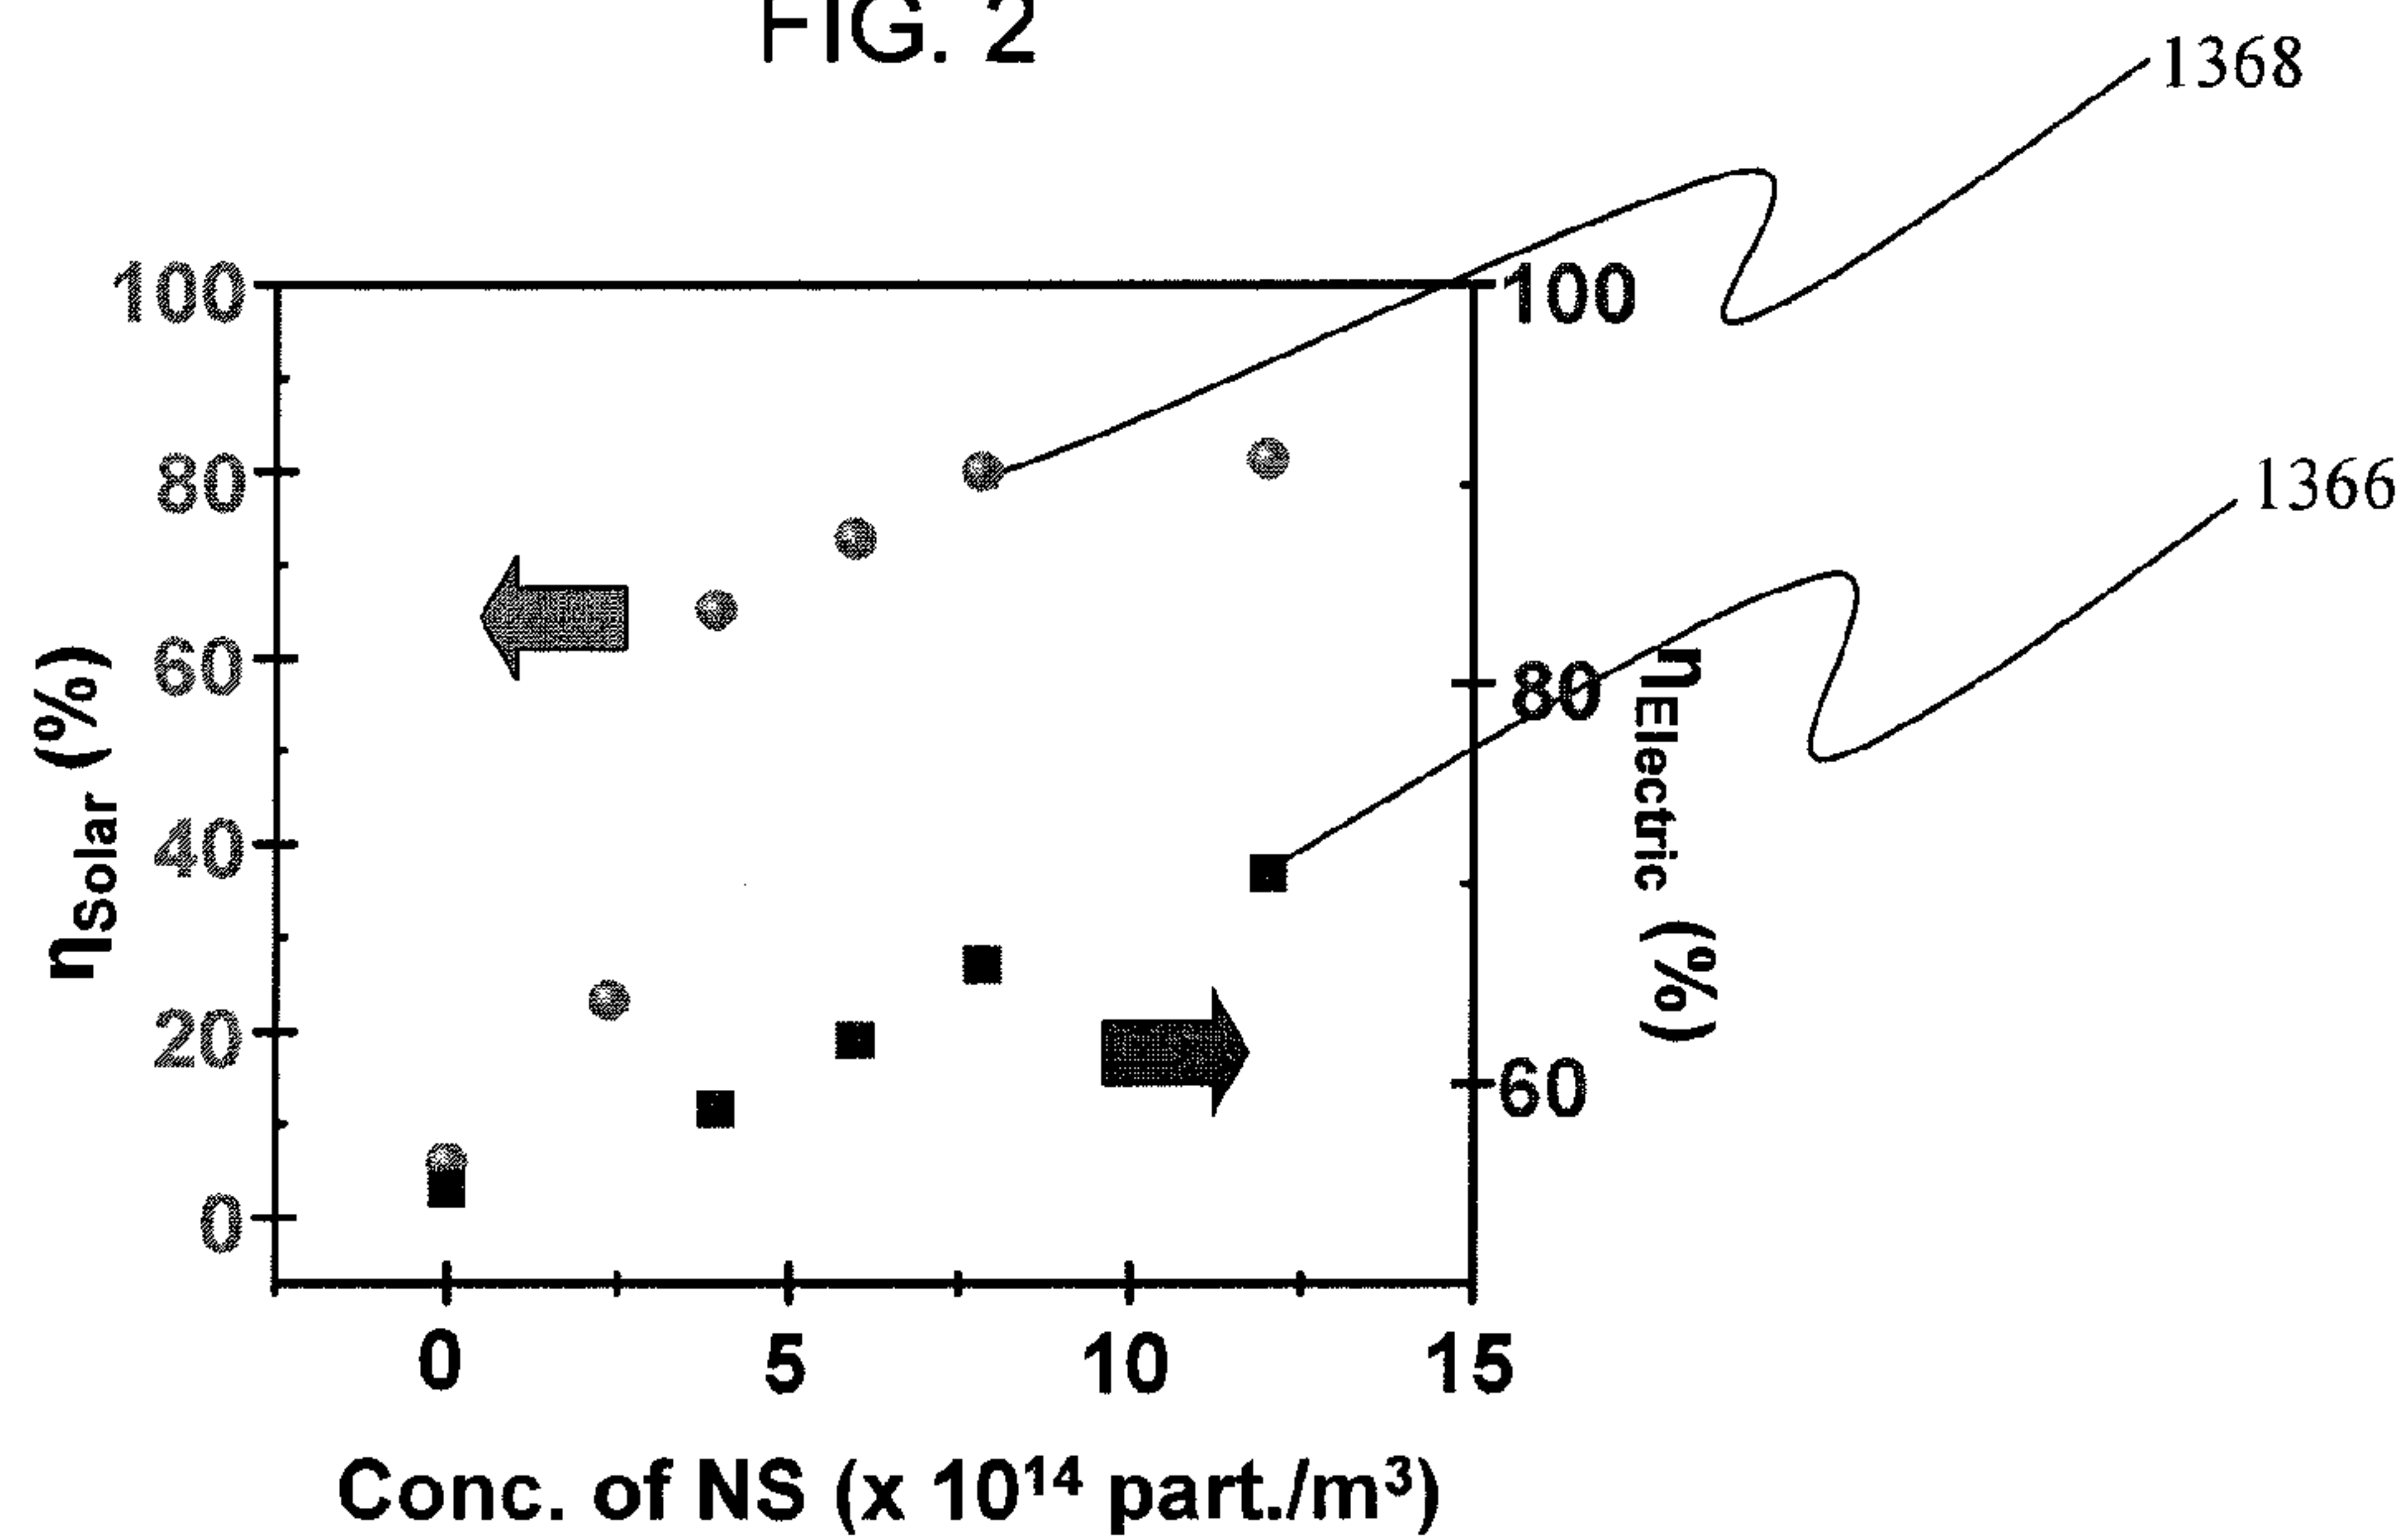 FIG. 2
1368
1366
100
80
60
40
20
0
ηSolar (%)
100
80
60
ηElectric (%)
0 5 10 15
Conc. of NS (x 10¹⁴ part./m³)